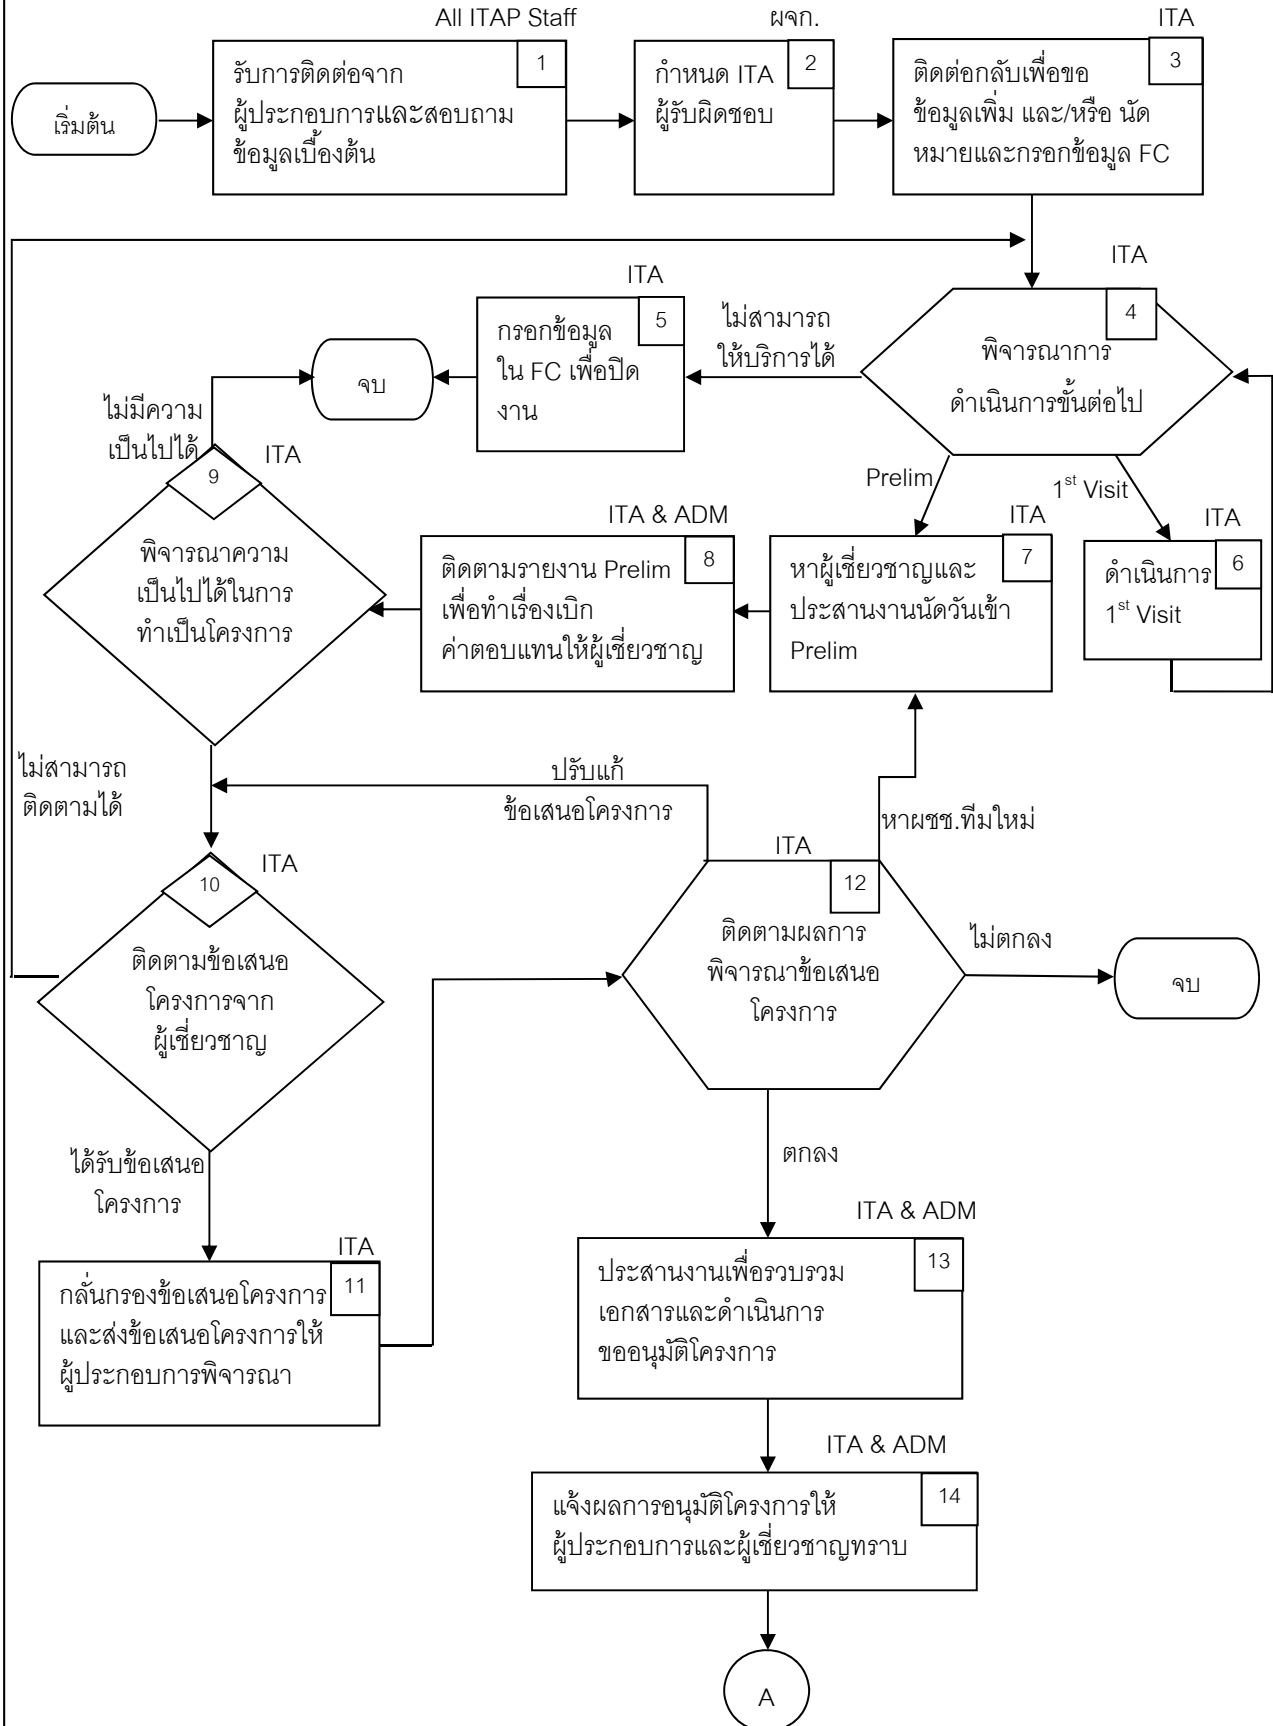 All ITAP Staff
ผจก.
ITA
เริ่มต้น
1
รับการติดต่อจาก
ผู้ประกอบการและสอบถาม
ข้อมูลเบื้องต้น
2
กำหนด ITA
ผู้รับผิดชอบ
3
ติดต่อกลับเพื่อขอ
ข้อมูลเพิ่ม และ/หรือ นัด
หมายและกรอกข้อมูล FC
ITA
4
พิจารณาการ
ดำเนินการขั้นต่อไป
ไม่สามารถ
ให้บริการได้
ITA
5
กรอกข้อมูล
ใน FC เพื่อปิด
งาน
จบ
ไม่มีความ
เป็นไปได้
Prelim
1st Visit
ITA
6
ดำเนินการ
1st Visit
ITA
7
หาผู้เชี่ยวชาญและ
ประสานงานนัดวันเข้า
Prelim
ITA & ADM
8
ติดตามรายงาน Prelim
เพื่อทำเรื่องเบิก
ค่าตอบแทนให้ผู้เชี่ยวชาญ
ITA
9
พิจารณาความ
เป็นไปได้ในการ
ทำเป็นโครงการ
ไม่สามารถ
ติดตามได้
ปรับแก้
ข้อเสนอโครงการ
หาผชช.ทีมใหม่
ITA
10
ติดตามข้อเสนอ
โครงการจาก
ผู้เชี่ยวชาญ
ITA
12
ติดตามผลการ
พิจารณาข้อเสนอ
โครงการ
ไม่ตกลง
จบ
ได้รับข้อเสนอ
โครงการ
ตกลง
ITA
11
กลั่นกรองข้อเสนอโครงการ
และส่งข้อเสนอโครงการให้
ผู้ประกอบการพิจารณา
ITA & ADM
13
ประสานงานเพื่อรวบรวม
เอกสารและดำเนินการ
ขออนุมัติโครงการ
ITA & ADM
14
แจ้งผลการอนุมัติโครงการให้
ผู้ประกอบการและผู้เชี่ยวชาญทราบ
A